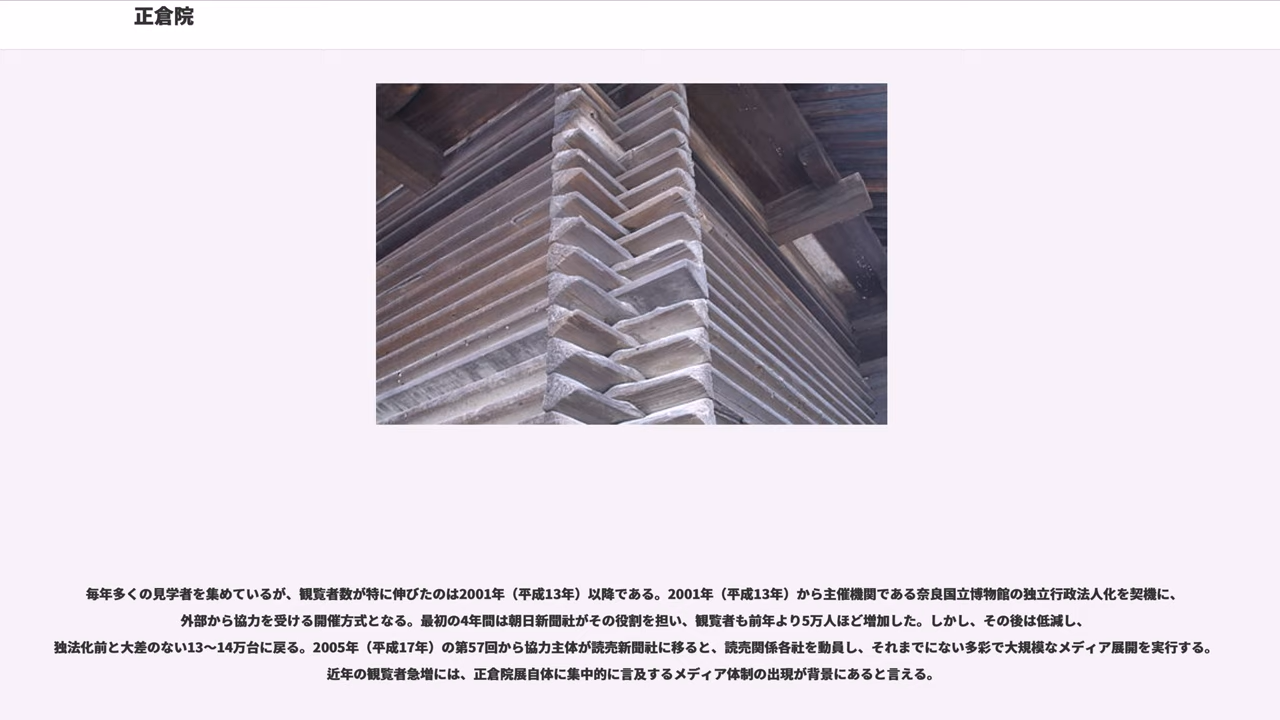 正倉院
毎年多くの見学者を集めているが、観覧者数が特に伸びたのは2001年（平成13年）以降である。2001年（平成13年）から主催機関である奈良国立博物館の独立行政法人化を契機に、
外部から協力を受ける開催方式となる。最初の4年間は朝日新聞社がその役割を担い、観覧者も前年より5万人ほど増加した。しかし、その後は低減し、
独法化前と大差のない13〜14万台に戻る。2005年（平成17年）の第57回から協力主体が読売新聞社に移ると、読売関係各社を動員し、それまでにない多彩で大規模なメディア展開を実行する。
近年の観覧者急増には、正倉院展自体に集中的に言及するメディア体制の出現が背景にあると言える。